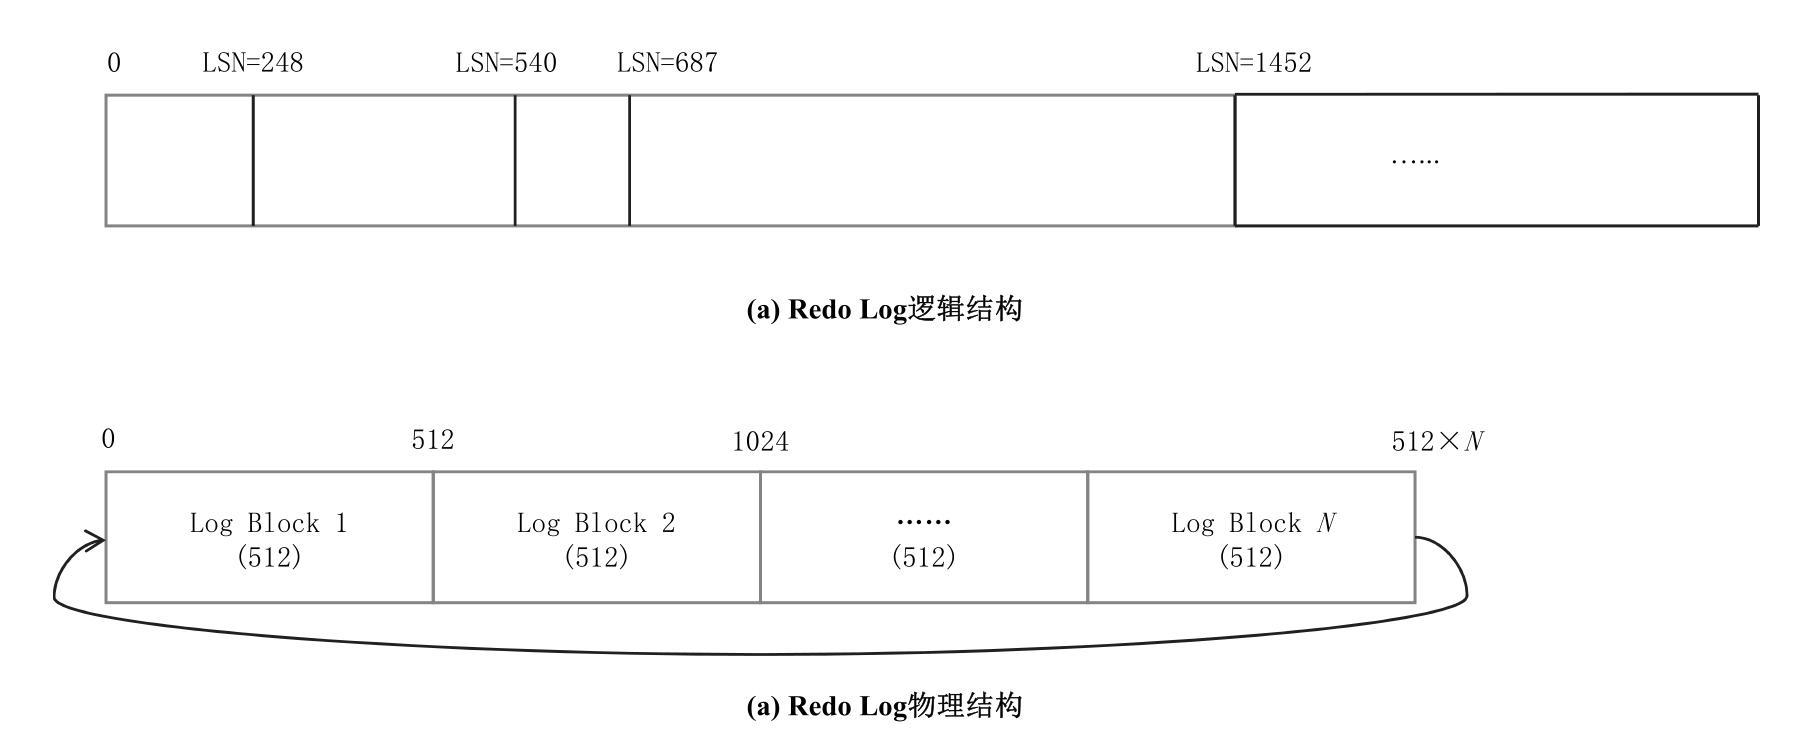 0 LSN=248 LSN=540 LSN=687 LSN=1452
......
(a) Redo Log逻辑结构
0 512 1024 512×N
Log Block 1 Log Block 2 ...... Log Block N
(512) (512) (512) (512)
(a) Redo Log物理结构